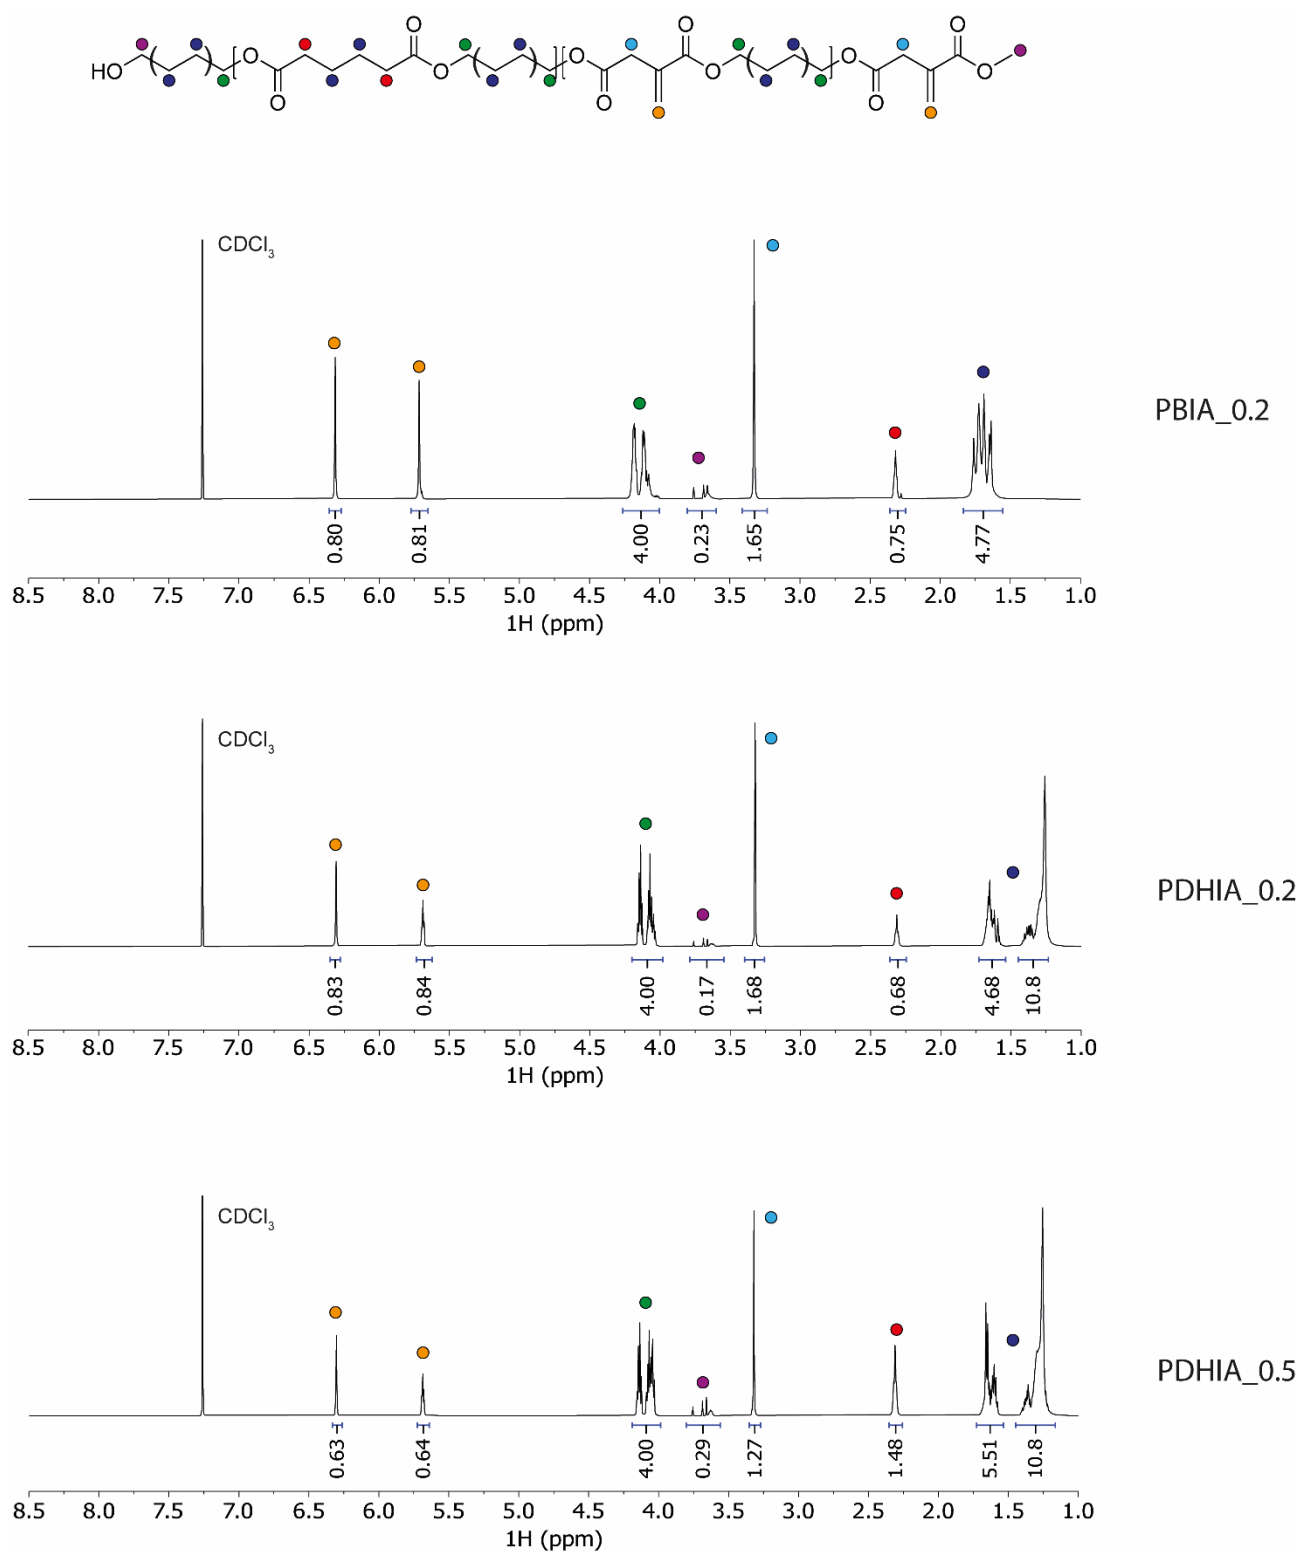 O O O O
HO O O O O O
O O O O
CDCl3
PBIA_0.2
0.80 0.81 4.00 0.23 1.65 0.75 4.77
8.5 8.0 7.5 7.0 6.5 6.0 5.5 5.0 4.5 4.0 3.5 3.0 2.5 2.0 1.5 1.0
1H (ppm)
CDCl3
PDHIA_0.2
0.83 0.84 4.00 0.17 1.68 0.68 4.68 10.8
8.5 8.0 7.5 7.0 6.5 6.0 5.5 5.0 4.5 4.0 3.5 3.0 2.5 2.0 1.5 1.0
1H (ppm)
CDCl3
PDHIA_0.5
0.63 0.64 4.00 0.29 1.27 1.48 5.51 10.8
8.5 8.0 7.5 7.0 6.5 6.0 5.5 5.0 4.5 4.0 3.5 3.0 2.5 2.0 1.5 1.0
1H (ppm)